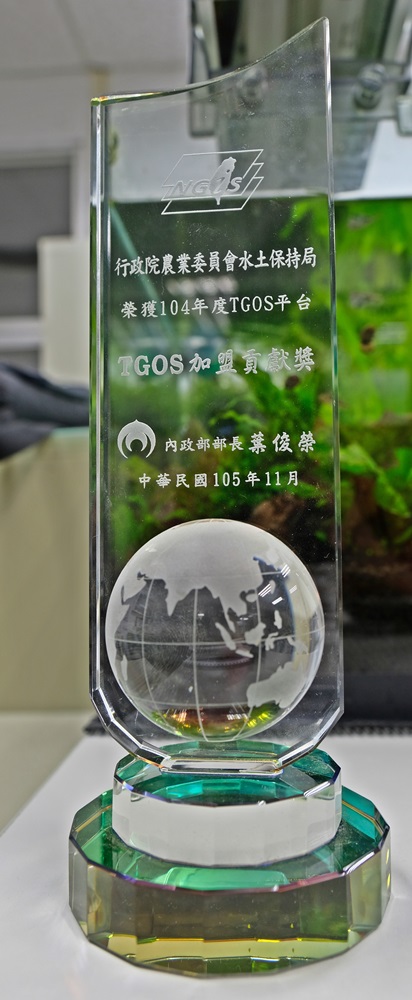 NGIS
行政院農業委員會水土保持局
榮獲104年度TGOS平台
TGOS加盟貢獻獎
內政部部長 葉俊榮
中華民國105年11月